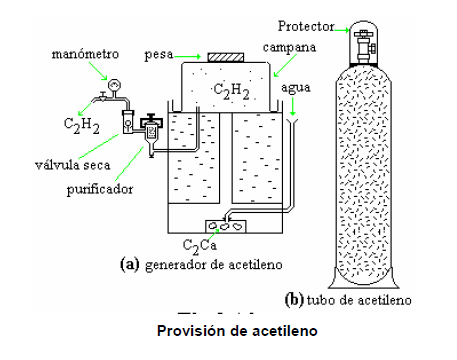 Protector
manómetro
pesa
campana
C₂H₂
agua
C₂H₂
válvula seca
purificador
C₂Ca
(a) generador de acetileno
(b) tubo de acetileno
Provisión de acetileno